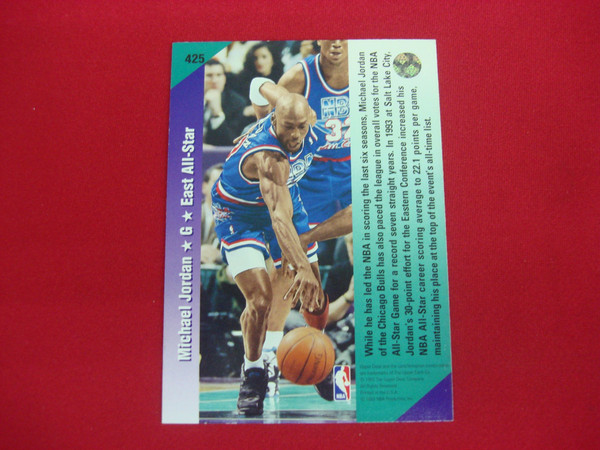 425
Michael Jordan ★ G ★ East All-Star
While he has led the NBA in scoring the last six seasons, Michael Jordan
of the Chicago Bulls has also paced the league in overall votes for the NBA
All-Star Game for a record seven straight years. In 1993 at Salt Lake City,
Jordan's 30-point effort for the Eastern Conference increased his
NBA All-Star career scoring average to 22.1 points per game,
maintaining his place at the top of the event's all-time list.
32
NBA